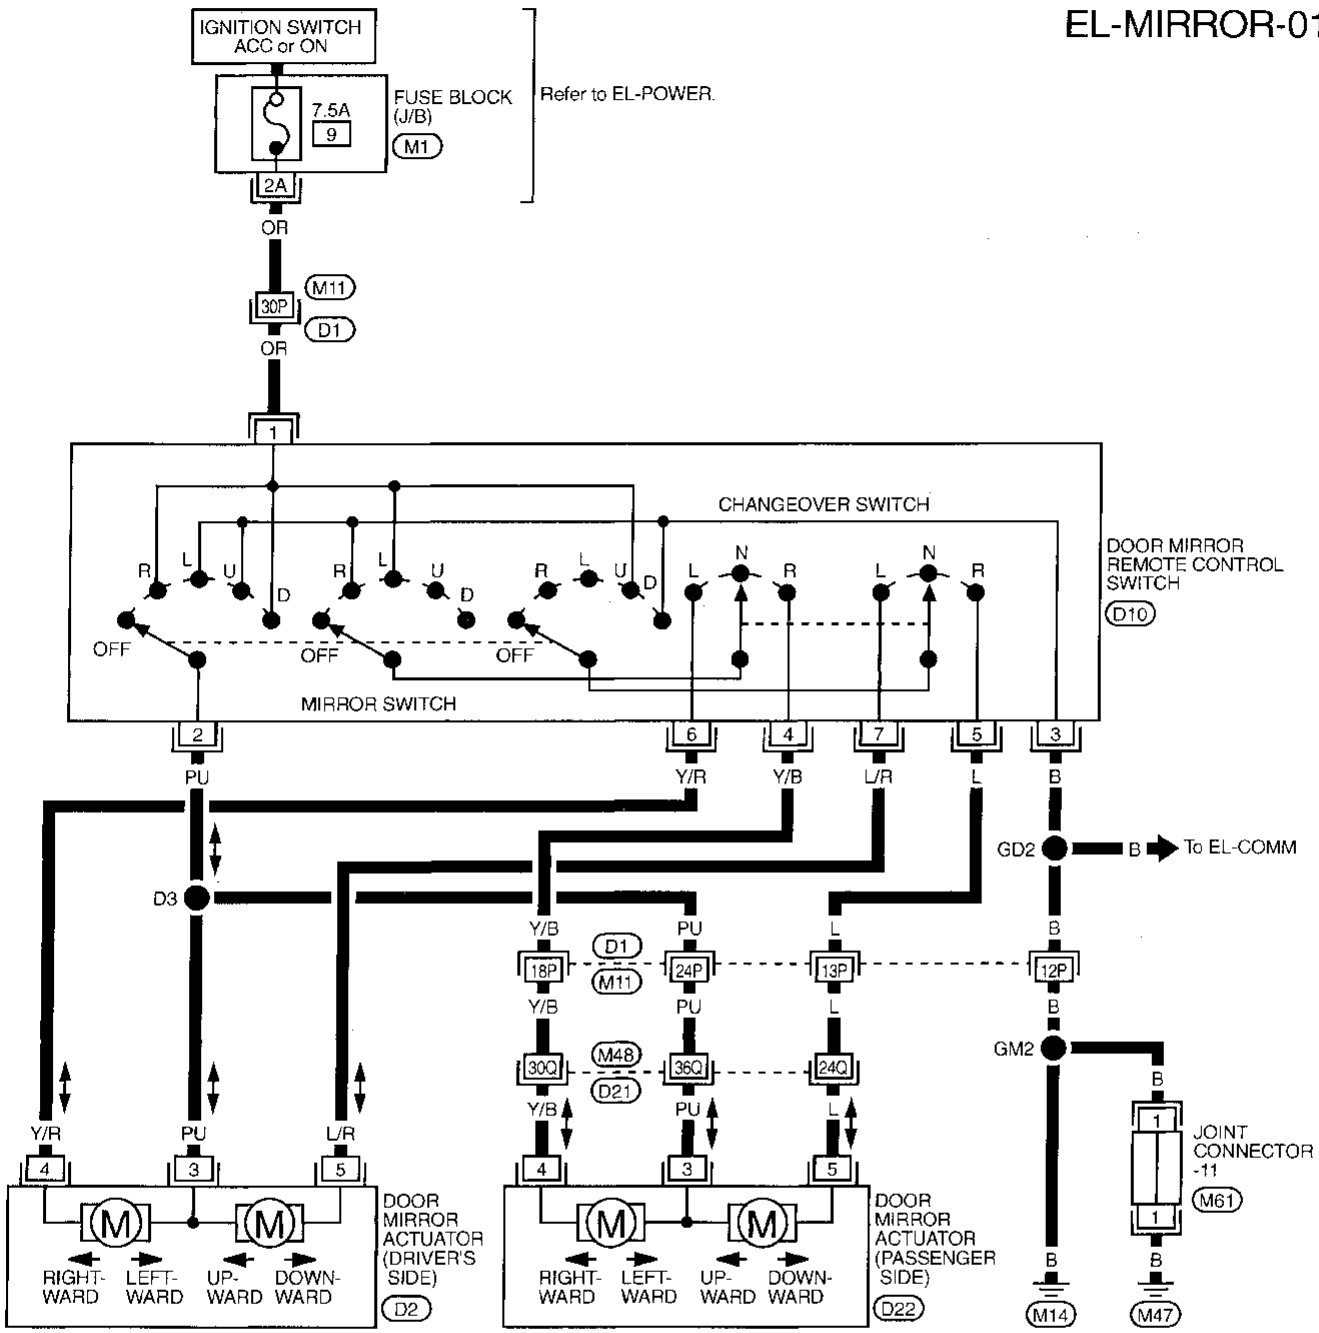 EL-MIRROR-01
IGNITION SWITCH
ACC or ON
7.5A
9
FUSE BLOCK
(J/B)
M1
Refer to EL-POWER.
2A
OR
M11
30P
D1
OR
1
CHANGEOVER SWITCH
R L U D OFF
R L U D OFF
R L U D OFF
L N R
L N R
MIRROR SWITCH
DOOR MIRROR
REMOTE CONTROL
SWITCH
D10
2 6 4 7 5 3
PU Y/R Y/B L/R L B
GD2 B To EL-COMM
D3
Y/B PU L B
D1
18P 24P 13P 12P
M11
Y/B PU L B
GM2
M48
30Q 36Q 24Q
D21
Y/B PU L B
Y/R PU L/R
4 3 5
4 3 5
1
JOINT
CONNECTOR
-11
M61
1
M M
DOOR
MIRROR
ACTUATOR
(DRIVER'S
SIDE)
D2
RIGHT-
WARD
LEFT-
WARD
UP-
WARD
DOWN-
WARD
M M
DOOR
MIRROR
ACTUATOR
(PASSENGER
SIDE)
D22
RIGHT-
WARD
LEFT-
WARD
UP-
WARD
DOWN-
WARD
B B
M14 M47